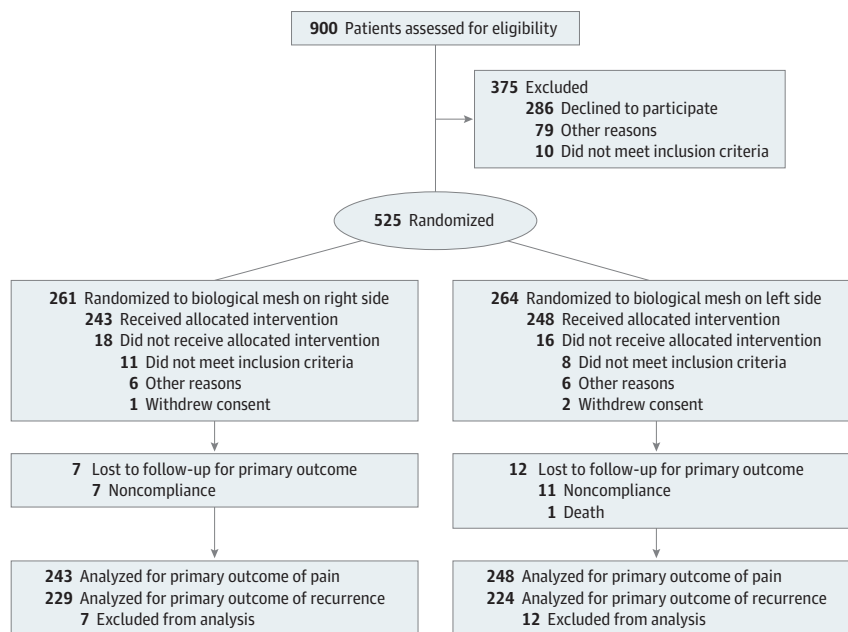 900 Patients assessed for eligibility
375 Excluded
286 Declined to participate
79 Other reasons
10 Did not meet inclusion criteria
525 Randomized
261 Randomized to biological mesh on right side
243 Received allocated intervention
18 Did not receive allocated intervention
11 Did not meet inclusion criteria
6 Other reasons
1 Withdrew consent
264 Randomized to biological mesh on left side
248 Received allocated intervention
16 Did not receive allocated intervention
8 Did not meet inclusion criteria
6 Other reasons
2 Withdrew consent
7 Lost to follow-up for primary outcome
7 Noncompliance
12 Lost to follow-up for primary outcome
11 Noncompliance
1 Death
243 Analyzed for primary outcome of pain
229 Analyzed for primary outcome of recurrence
7 Excluded from analysis
248 Analyzed for primary outcome of pain
224 Analyzed for primary outcome of recurrence
12 Excluded from analysis